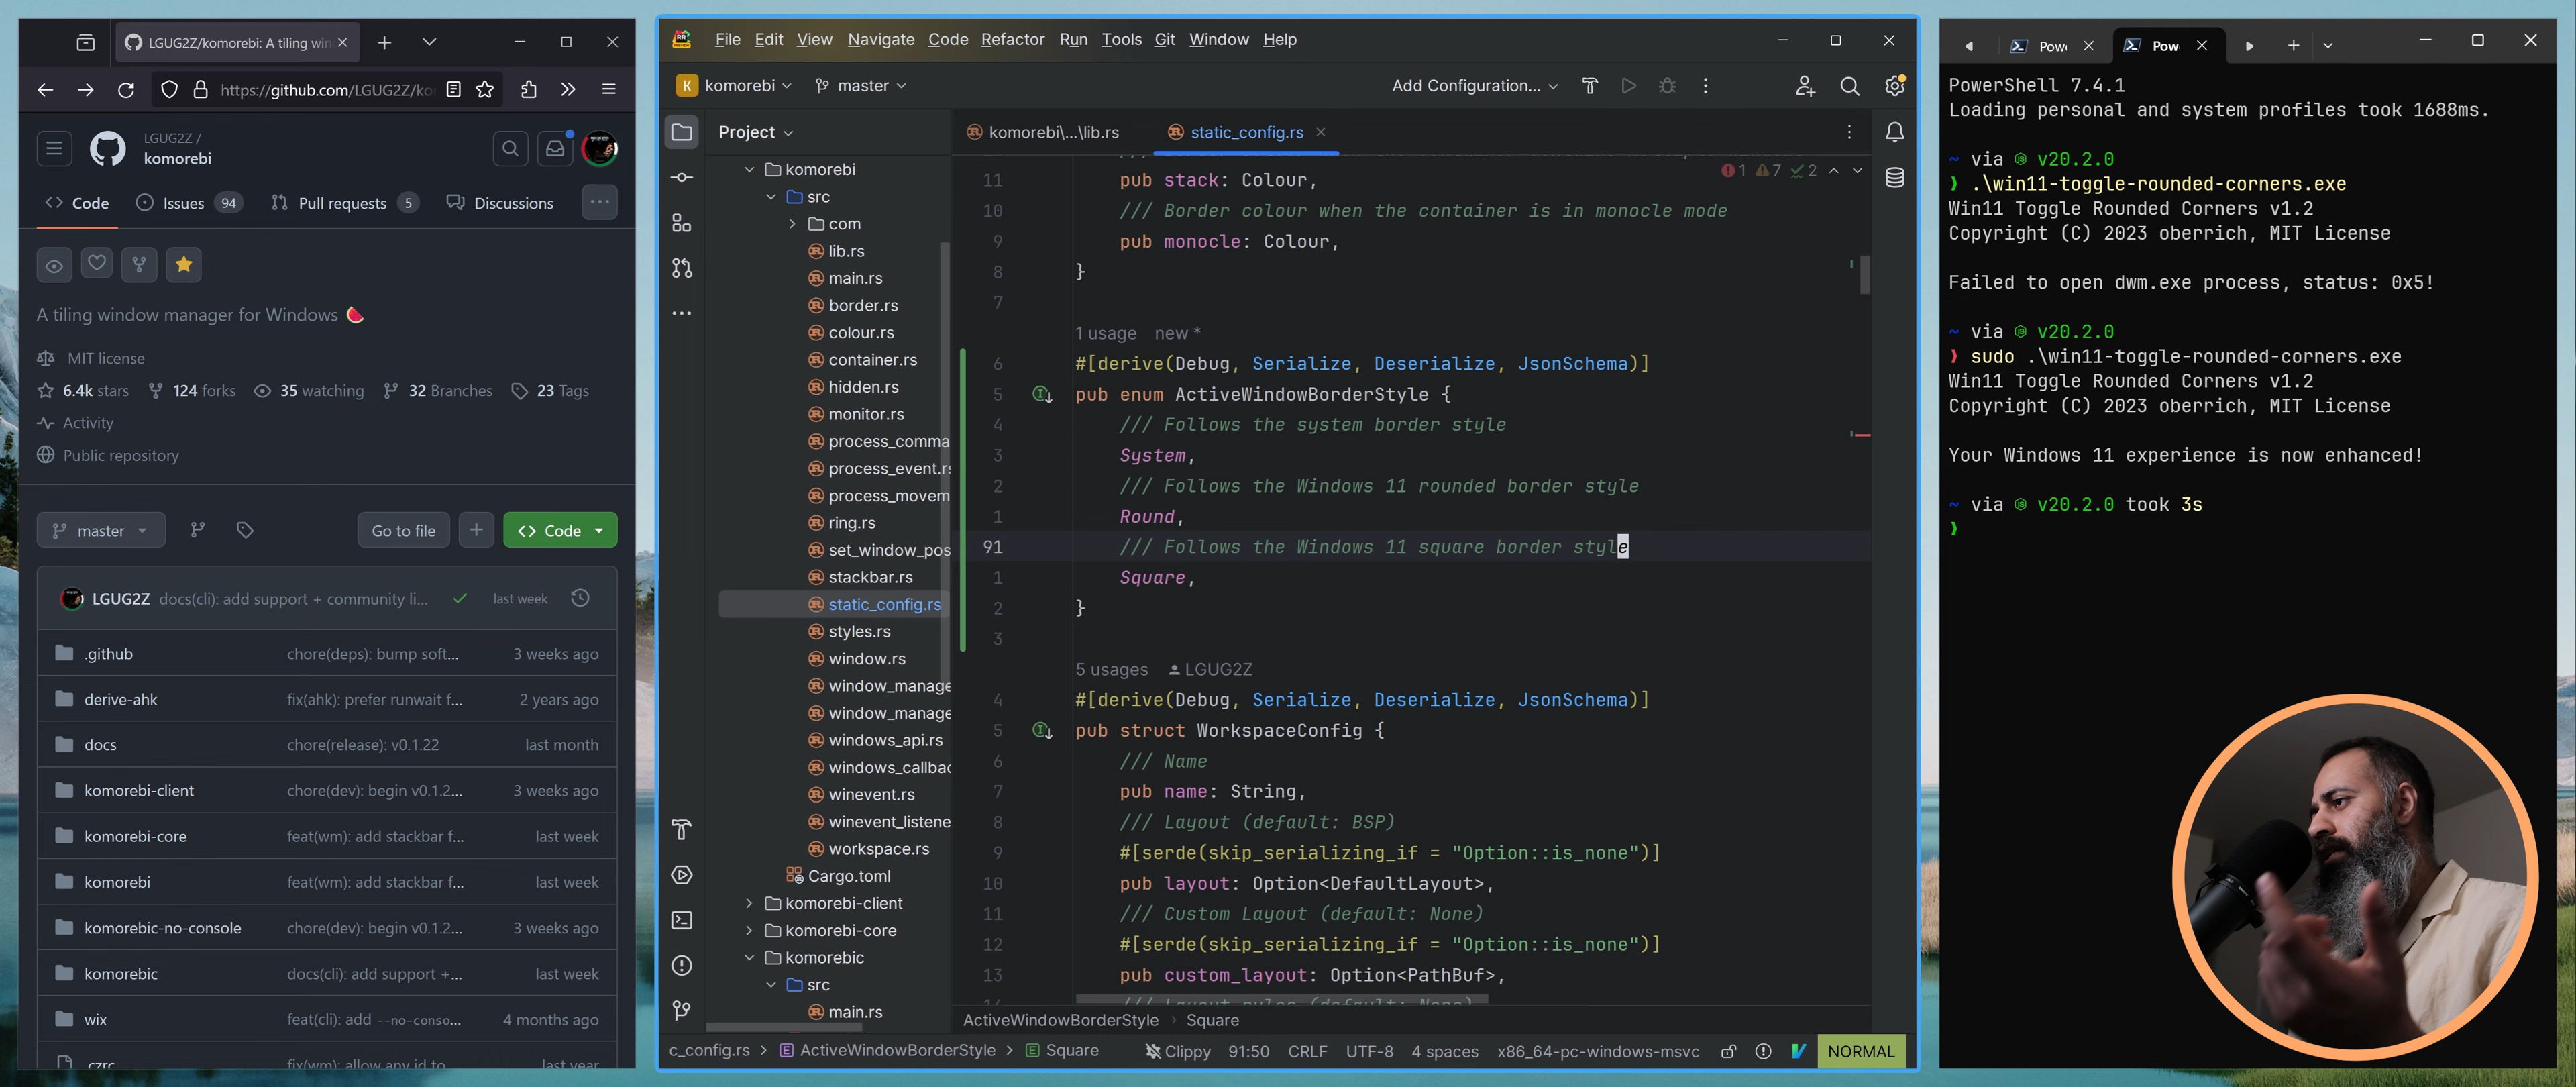 LGUG2Z/komorebi: A tiling win
https://github.com/LGUG2Z/ko
LGUG2Z /
komorebi
Code
Issues 94
Pull requests 5
Discussions
A tiling window manager for Windows 🍉
MIT license
6.4k stars 124 forks 35 watching 32 Branches 23 Tags
Activity
Public repository
master
Go to file
Code
LGUG2Z docs(cli): add support + community li... last week
.github chore(deps): bump soft... 3 weeks ago
derive-ahk fix(ahk): prefer runwait f... 2 years ago
docs chore(release): v0.1.22 last month
komorebi-client chore(dev): begin v0.1.2... 3 weeks ago
komorebi-core feat(wm): add stackbar f... last week
komorebi feat(wm): add stackbar f... last week
komorebic-no-console chore(dev): begin v0.1.2... 3 weeks ago
komorebic docs(cli): add support +... last week
wix feat(cli): add --no-conso... 4 months ago
.czrc fix(wm): allow any id to last year
File Edit View Navigate Code Refactor Run Tools Git Window Help
K komorebi master Add Configuration...
Project
komorebi
src
com
lib.rs
main.rs
border.rs
colour.rs
container.rs
hidden.rs
monitor.rs
process_comma
process_event.rs
process_movem
ring.rs
set_window_pos
stackbar.rs
static_config.rs
styles.rs
window.rs
window_manage
window_manage
windows_api.rs
windows_callbac
winevent.rs
winevent_listene
workspace.rs
Cargo.toml
komorebi-client
komorebi-core
komorebic
src
main.rs
komorebi\...\lib.rs static_config.rs
1 7 2
11 pub stack: Colour,
10 /// Border colour when the container is in monocle mode
9 pub monocle: Colour,
8 }
7
1 usage new *
6 #[derive(Debug, Serialize, Deserialize, JsonSchema)]
5 pub enum ActiveWindowBorderStyle {
4 /// Follows the system border style
3 System,
2 /// Follows the Windows 11 rounded border style
1 Round,
91 /// Follows the Windows 11 square border style
1 Square,
2 }
3
5 usages LGUG2Z
4 #[derive(Debug, Serialize, Deserialize, JsonSchema)]
5 pub struct WorkspaceConfig {
6 /// Name
7 pub name: String,
8 /// Layout (default: BSP)
9 #[serde(skip_serializing_if = "Option::is_none")]
10 pub layout: Option<DefaultLayout>,
11 /// Custom Layout (default: None)
12 #[serde(skip_serializing_if = "Option::is_none")]
13 pub custom_layout: Option<PathBuf>,
14 /// Layout rules (default: None)
ActiveWindowBorderStyle › Square
c_config.rs > ActiveWindowBorderStyle > Square Clippy 91:50 CRLF UTF-8 4 spaces x86_64-pc-windows-msvc NORMAL
Pow Pow
PowerShell 7.4.1
Loading personal and system profiles took 1688ms.
~ via v20.2.0
❯ .\win11-toggle-rounded-corners.exe
Win11 Toggle Rounded Corners v1.2
Copyright (C) 2023 oberrich, MIT License
Failed to open dwm.exe process, status: 0x5!
~ via v20.2.0
❯ sudo .\win11-toggle-rounded-corners.exe
Win11 Toggle Rounded Corners v1.2
Copyright (C) 2023 oberrich, MIT License
Your Windows 11 experience is now enhanced!
~ via v20.2.0 took 3s
❯